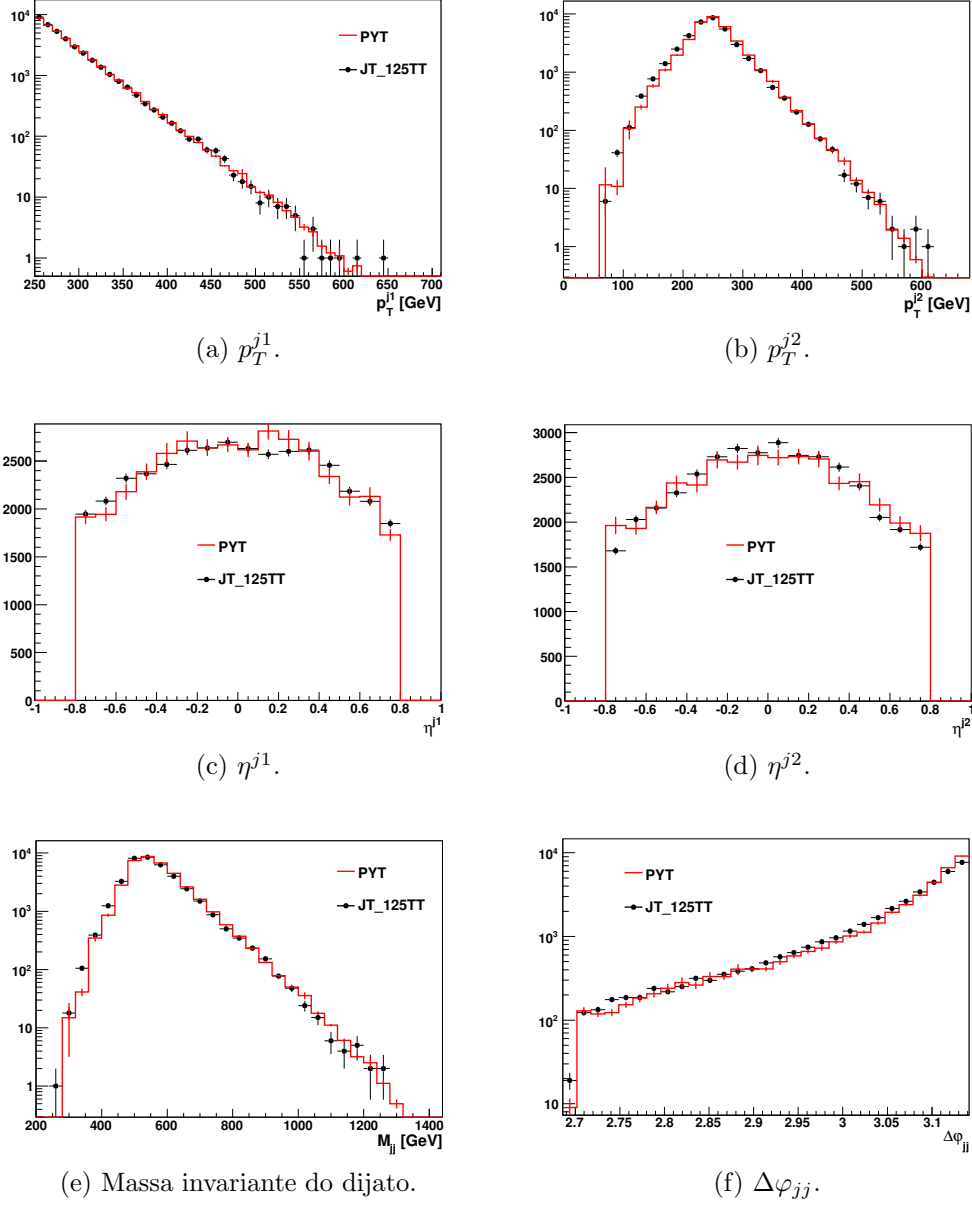 10^4
10^3
10^2
10
1
PYT
JT_125TT
250 300 350 400 450 500 550 600 650 700
p_T^{j1} [GeV]
(a) p_T^{j1}.
10^4
10^3
10^2
10
1
PYT
JT_125TT
0 100 200 300 400 500 600
p_T^{j2} [GeV]
(b) p_T^{j2}.
2500
2000
1500
1000
500
0
PYT
JT_125TT
-1 -0.8 -0.6 -0.4 -0.2 0 0.2 0.4 0.6 0.8 1
η^{j1}
(c) η^{j1}.
3000
2500
2000
1500
1000
500
0
PYT
JT_125TT
-1 -0.8 -0.6 -0.4 -0.2 0 0.2 0.4 0.6 0.8 1
η^{j2}
(d) η^{j2}.
10^4
10^3
10^2
10
1
PYT
JT_125TT
200 400 600 800 1000 1200 1400
M_{jj} [GeV]
(e) Massa invariante do dijato.
10^4
10^3
10^2
10
PYT
JT_125TT
2.7 2.75 2.8 2.85 2.9 2.95 3 3.05 3.1
Δφ_{jj}
(f) Δφ_{jj}.